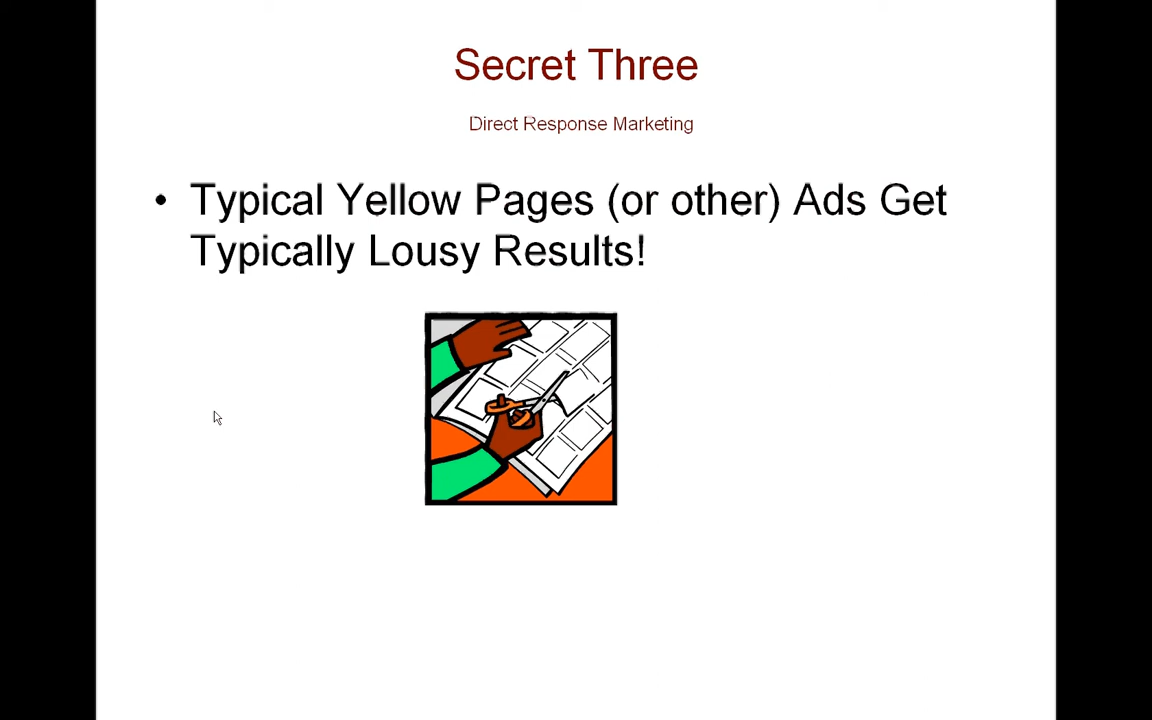 Secret Three
Direct Response Marketing
• Typical Yellow Pages (or other) Ads Get
Typically Lousy Results!